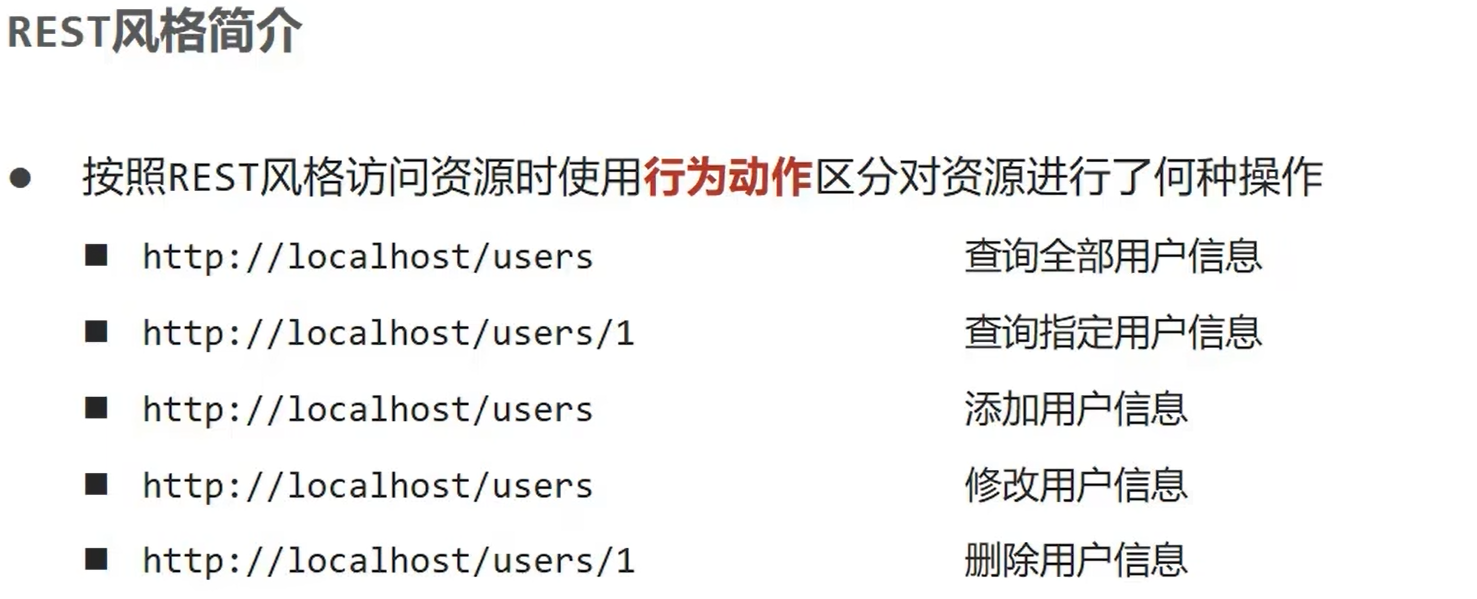 REST风格简介
● 按照REST风格访问资源时使用行为动作区分对资源进行了何种操作
■ http://localhost/users 查询全部用户信息
■ http://localhost/users/1 查询指定用户信息
■ http://localhost/users 添加用户信息
■ http://localhost/users 修改用户信息
■ http://localhost/users/1 删除用户信息